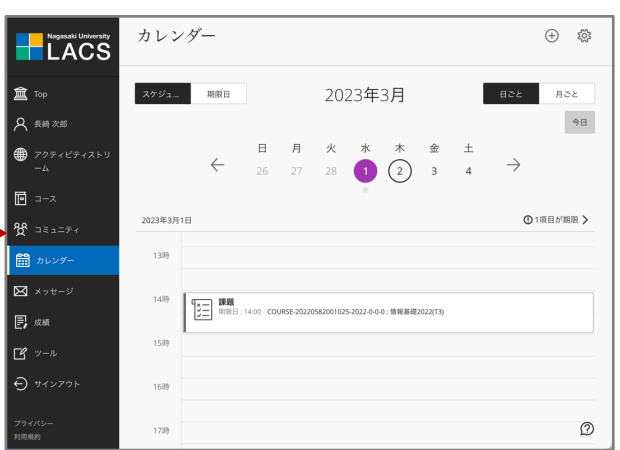 Nagasaki University
LACS
Top
長崎 次郎
アクティビティストリ
ーム
コース
コミュニティ
カレンダー
メッセージ
成績
ツール
サインアウト
プライバシー
利用規約
カレンダー
スケジュ... 期限日
2023年3月
日ごと 月ごと
今日
日 月 火 水 木 金 土
26 27 28 1 2 3 4
2023年3月1日
1項目が期限
13時
14時
課題
期限日 : 14:00 - COURSE-20220582001025-2022-0-0-0 : 情報基礎2022(T3)
15時
16時
17時